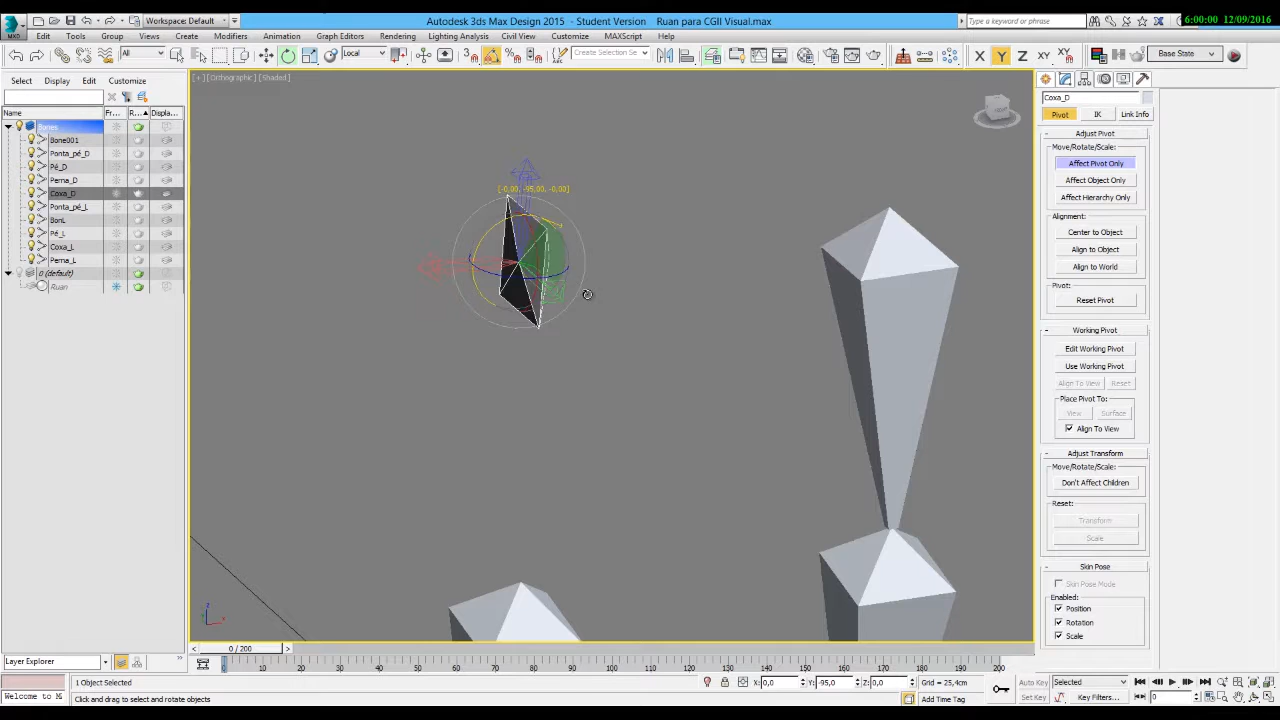 Workspace: Default
Autodesk 3ds Max Design 2015 - Student Version    Ruan para CGII Visual.max
Type a keyword or phrase
6:00:00 12/09/2016
MXD
Edit Tools Group Views Create Modifiers Animation Graph Editors Rendering Lighting Analysis Civil View Customize MAXScript Help
All
Local
Create Selection Se
X Y Z XY
Base State
Select Display Edit Customize
[+] [Orthographic] [Shaded]
Name Fr... R... Displa...
Bones
Bone001
Ponta_pé_D
Pé_D
Perna_D
Coxa_D
Ponta_pé_L
BonL
Pé_L
Coxa_L
Perna_L
0 (default)
Ruan
[-0,00, -95,00, -0,00]
Coxa_D
Pivot IK Link Info
Adjust Pivot
Move/Rotate/Scale:
Affect Pivot Only
Affect Object Only
Affect Hierarchy Only
Alignment:
Center to Object
Align to Object
Align to World
Pivot:
Reset Pivot
Working Pivot
Edit Working Pivot
Use Working Pivot
Align To View Reset
Place Pivot To:
View Surface
Align To View
Adjust Transform
Move/Rotate/Scale:
Don't Affect Children
Reset:
Transform
Scale
Skin Pose
Skin Pose Mode
Enabled:
Position
Rotation
Scale
z
x
< 0 / 200 >
Layer Explorer
0 10 20 30 40 50 60 70 80 90 100 110 120 130 140 150 160 170 180 190 200
1 Object Selected
X: 0,0 Y: -95,0 Z: 0,0
Grid = 25,4cm
Auto Key
Selected
Welcome to M
Click and drag to select and rotate objects
Add Time Tag
Set Key
Key Filters...
0